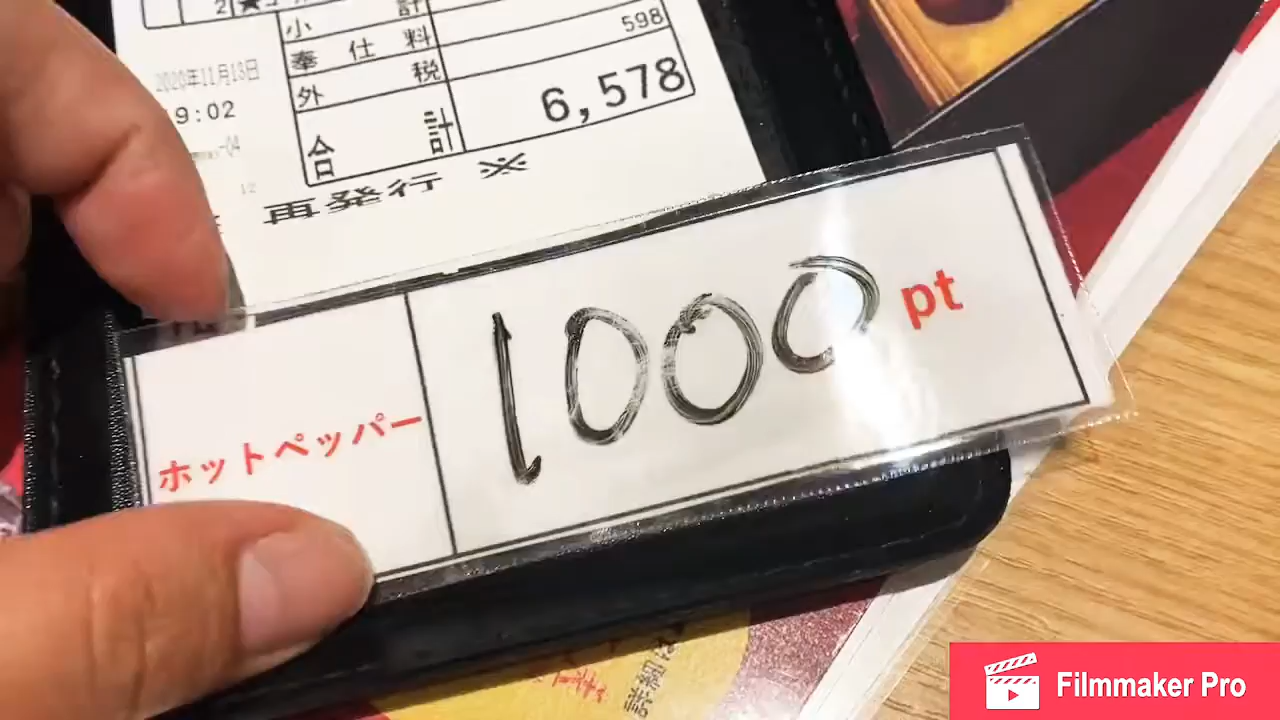 小計
奉仕料
外税 598
合計 6,578
2020年11月13日
9:02
再発行 ※
ホットペッパー 1000 pt
Filmmaker Pro